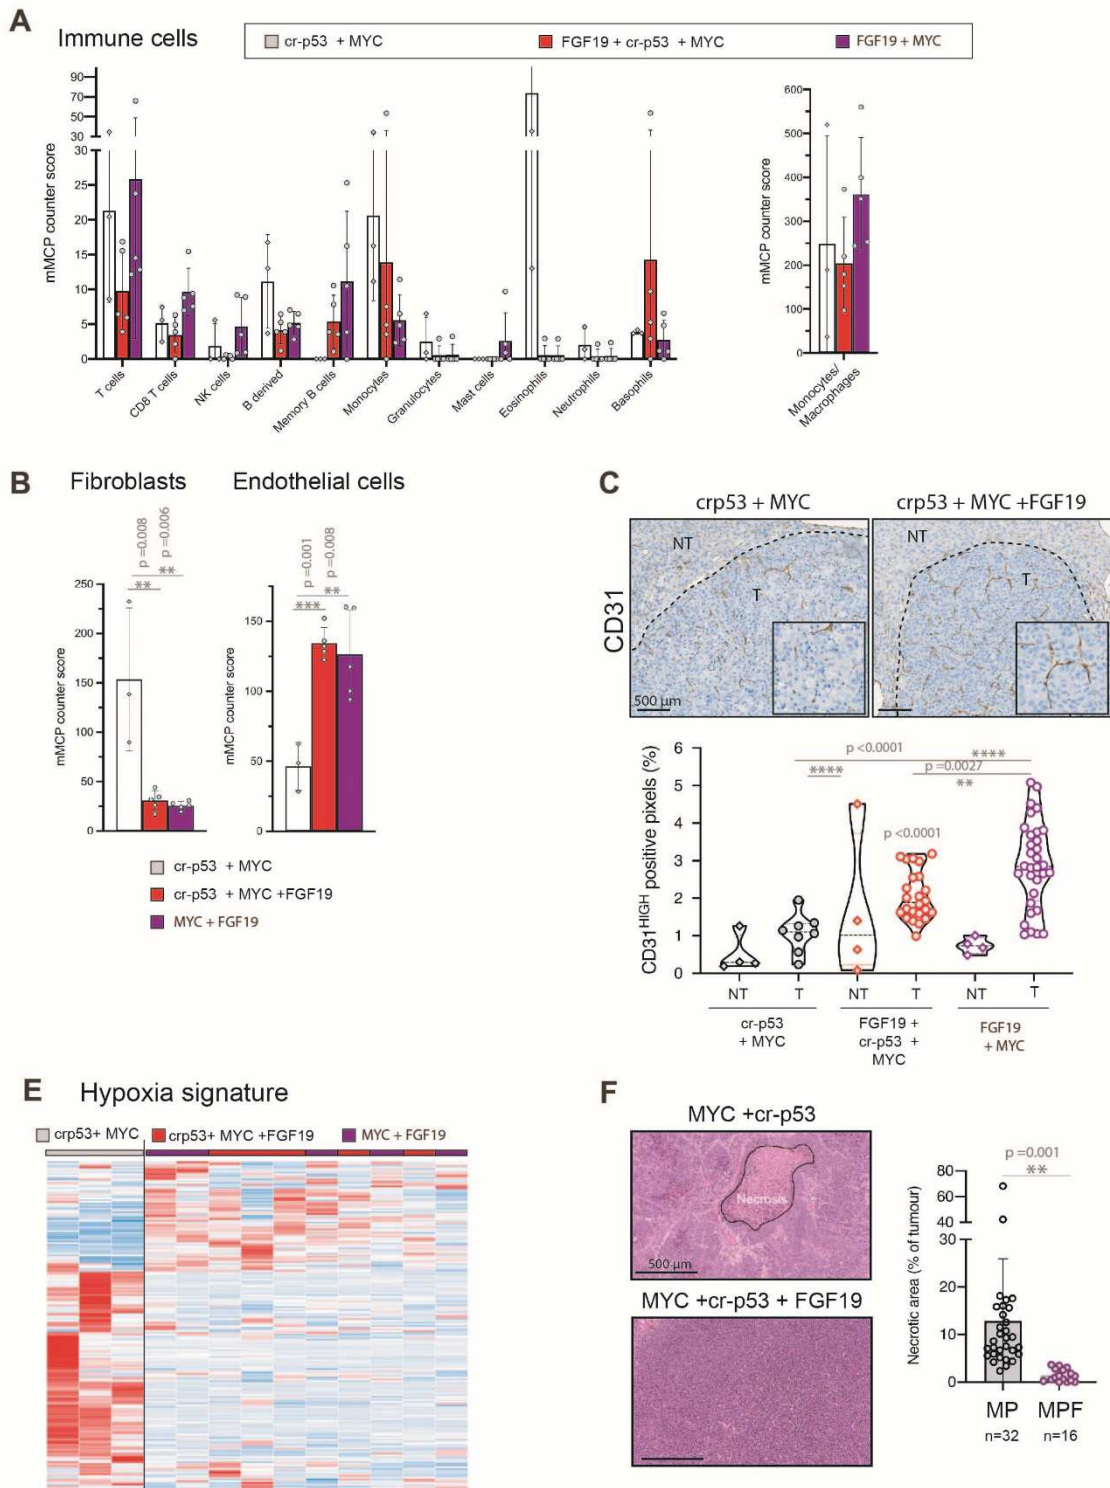 A
Immune cells
cr-p53 + MYC
FGF19 + cr-p53 + MYC
FGF19 + MYC
mMCP counter score
90
70
50
30
30
25
20
15
10
5
0
T cells
CD8 T cells
NK cells
B derived
Memory B cells
Monocytes
Granulocytes
Mast cells
Eosinophils
Neutrophils
Basophils
mMCP counter score
600
500
400
300
200
100
0
Monocytes/
Macrophages
B
Fibroblasts
p =0.008
p =0.006
**
**
mMCP counter score
250
200
150
100
50
0
Endothelial cells
p =0.001
p =0.008
**
***
mMCP counter score
150
100
50
0
cr-p53 + MYC
cr-p53 + MYC +FGF19
MYC + FGF19
C
crp53 + MYC
crp53 + MYC +FGF19
CD31
NT
T
500 µm
NT
T
CD31HIGH positive pixels (%)
6
5
4
3
2
1
0
p <0.0001
****
****
p =0.0027
**
p <0.0001
NT
T
NT
T
NT
T
cr-p53
+ MYC
FGF19 +
cr-p53 +
MYC
FGF19
+ MYC
E
Hypoxia signature
crp53+ MYC
crp53+ MYC +FGF19
MYC + FGF19
F
MYC +cr-p53
Necrosis
500 µm
MYC +cr-p53 + FGF19
p =0.001
**
Necrotic area (% of tumour)
80
60
40
30
20
10
0
MP
MPF
n=32
n=16